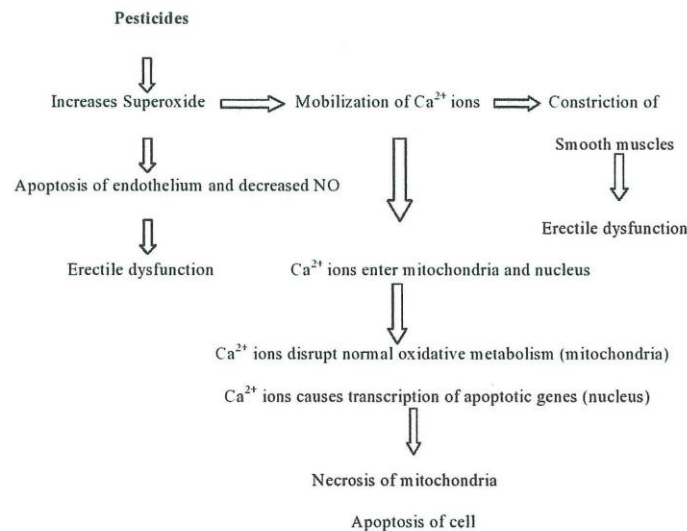 Pesticides
Increases Superoxide
Mobilization of Ca²⁺ ions
Constriction of
Smooth muscles
Apoptosis of endothelium and decreased NO
Erectile dysfunction
Erectile dysfunction
Ca²⁺ ions enter mitochondria and nucleus
Ca²⁺ ions disrupt normal oxidative metabolism (mitochondria)
Ca²⁺ ions causes transcription of apoptotic genes (nucleus)
Necrosis of mitochondria
Apoptosis of cell